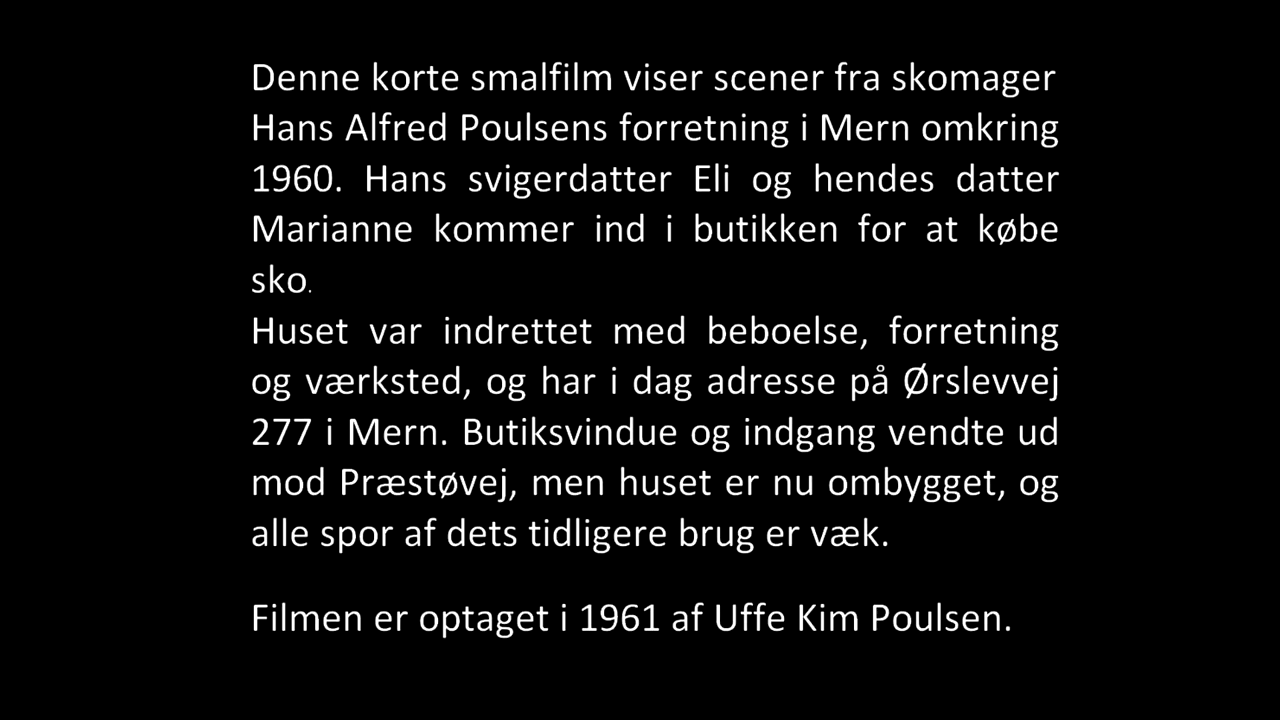 Denne korte smalfilm viser scener fra skomager
Hans Alfred Poulsens forretning i Mern omkring
1960. Hans svigerdatter Eli og hendes datter
Marianne kommer ind i butikken for at købe
sko.
Huset var indrettet med beboelse, forretning
og værksted, og har i dag adresse på Ørslevvej
277 i Mern. Butiksvindue og indgang vendte ud
mod Præstøvej, men huset er nu ombygget, og
alle spor af dets tidligere brug er væk.
Filmen er optaget i 1961 af Uffe Kim Poulsen.